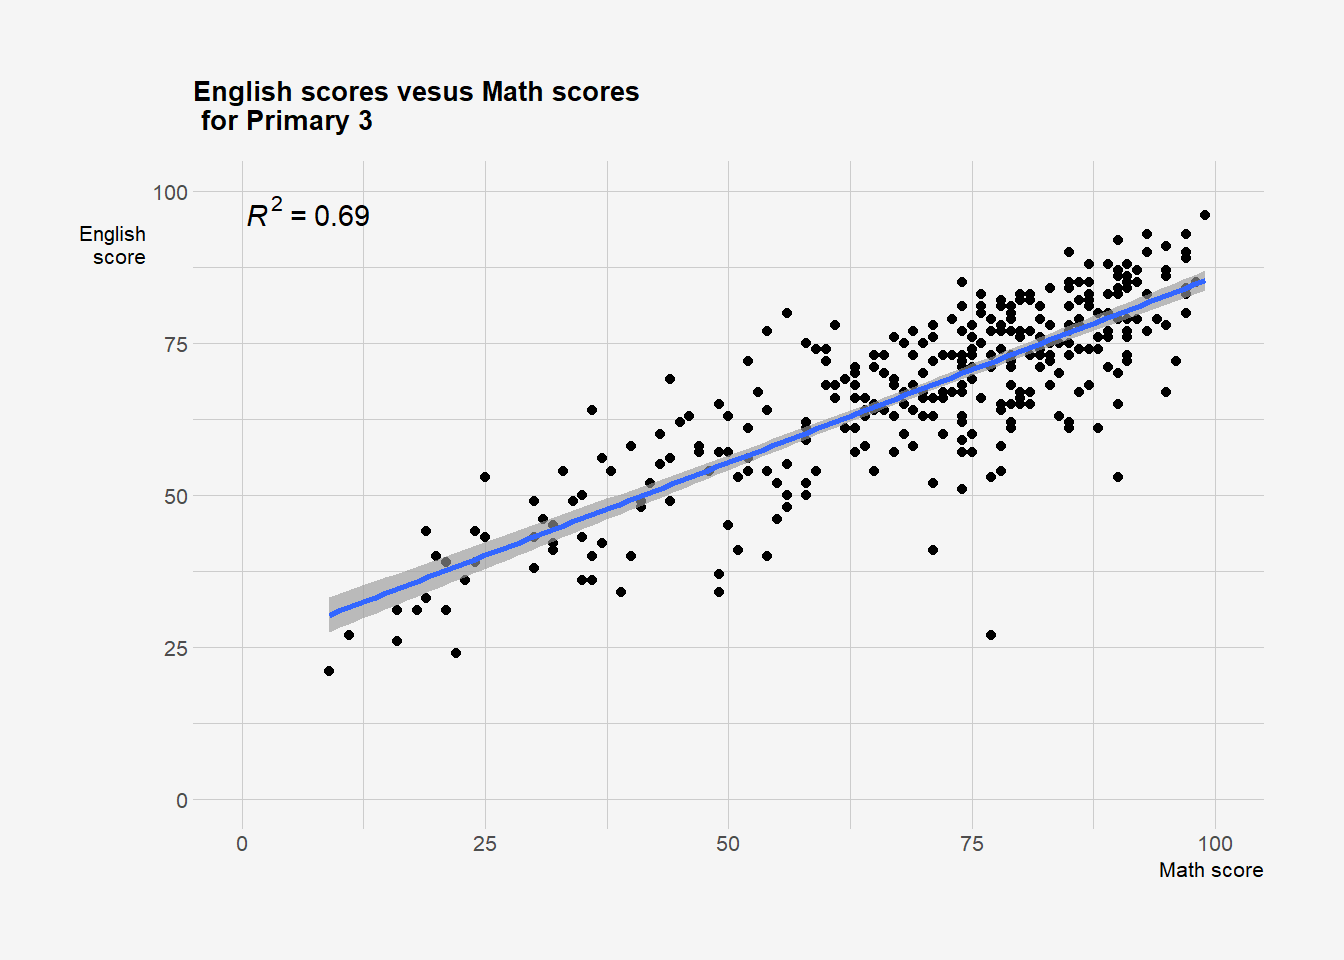 English scores vesus Math scores
for Primary 3
R² = 0.69
English
score
100
75
50
25
0
0 25 50 75 100
Math score